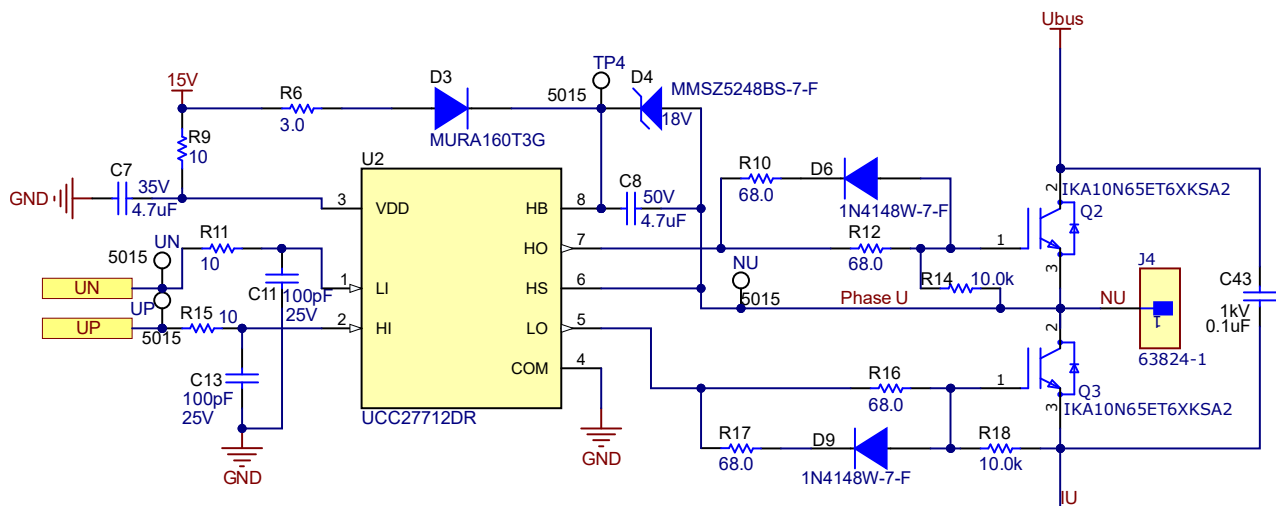 Ubus
15V
R6
3.0
D3
MURA160T3G
TP4
5015
D4
MMSZ5248BS-7-F
18V
R9
10
GND
C7
35V
4.7uF
U2
3
VDD
HB
8
C8
50V
4.7uF
R10
68.0
D6
1N4148W-7-F
2
IKA10N65ET6XKSA2
Q2
1
3
HO
7
R12
68.0
R14
10.0k
UN
5015
R11
10
C11
100pF
25V
1
LI
HS
6
NU
5015
Phase U
NU
J4
63824-1
C43
1kV
0.1uF
UN
UP
UP
5015
R15
10
2
HI
LO
5
C13
100pF
25V
GND
COM
4
UCC27712DR
GND
R16
68.0
2
1
Q3
3
IKA10N65ET6XKSA2
R17
68.0
D9
1N4148W-7-F
R18
10.0k
IU